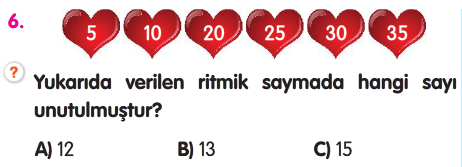 6. 5 10 20 25 30 35
? Yukarıda verilen ritmik saymada hangi sayı
unutulmuştur?
A) 12 B) 13 C) 15